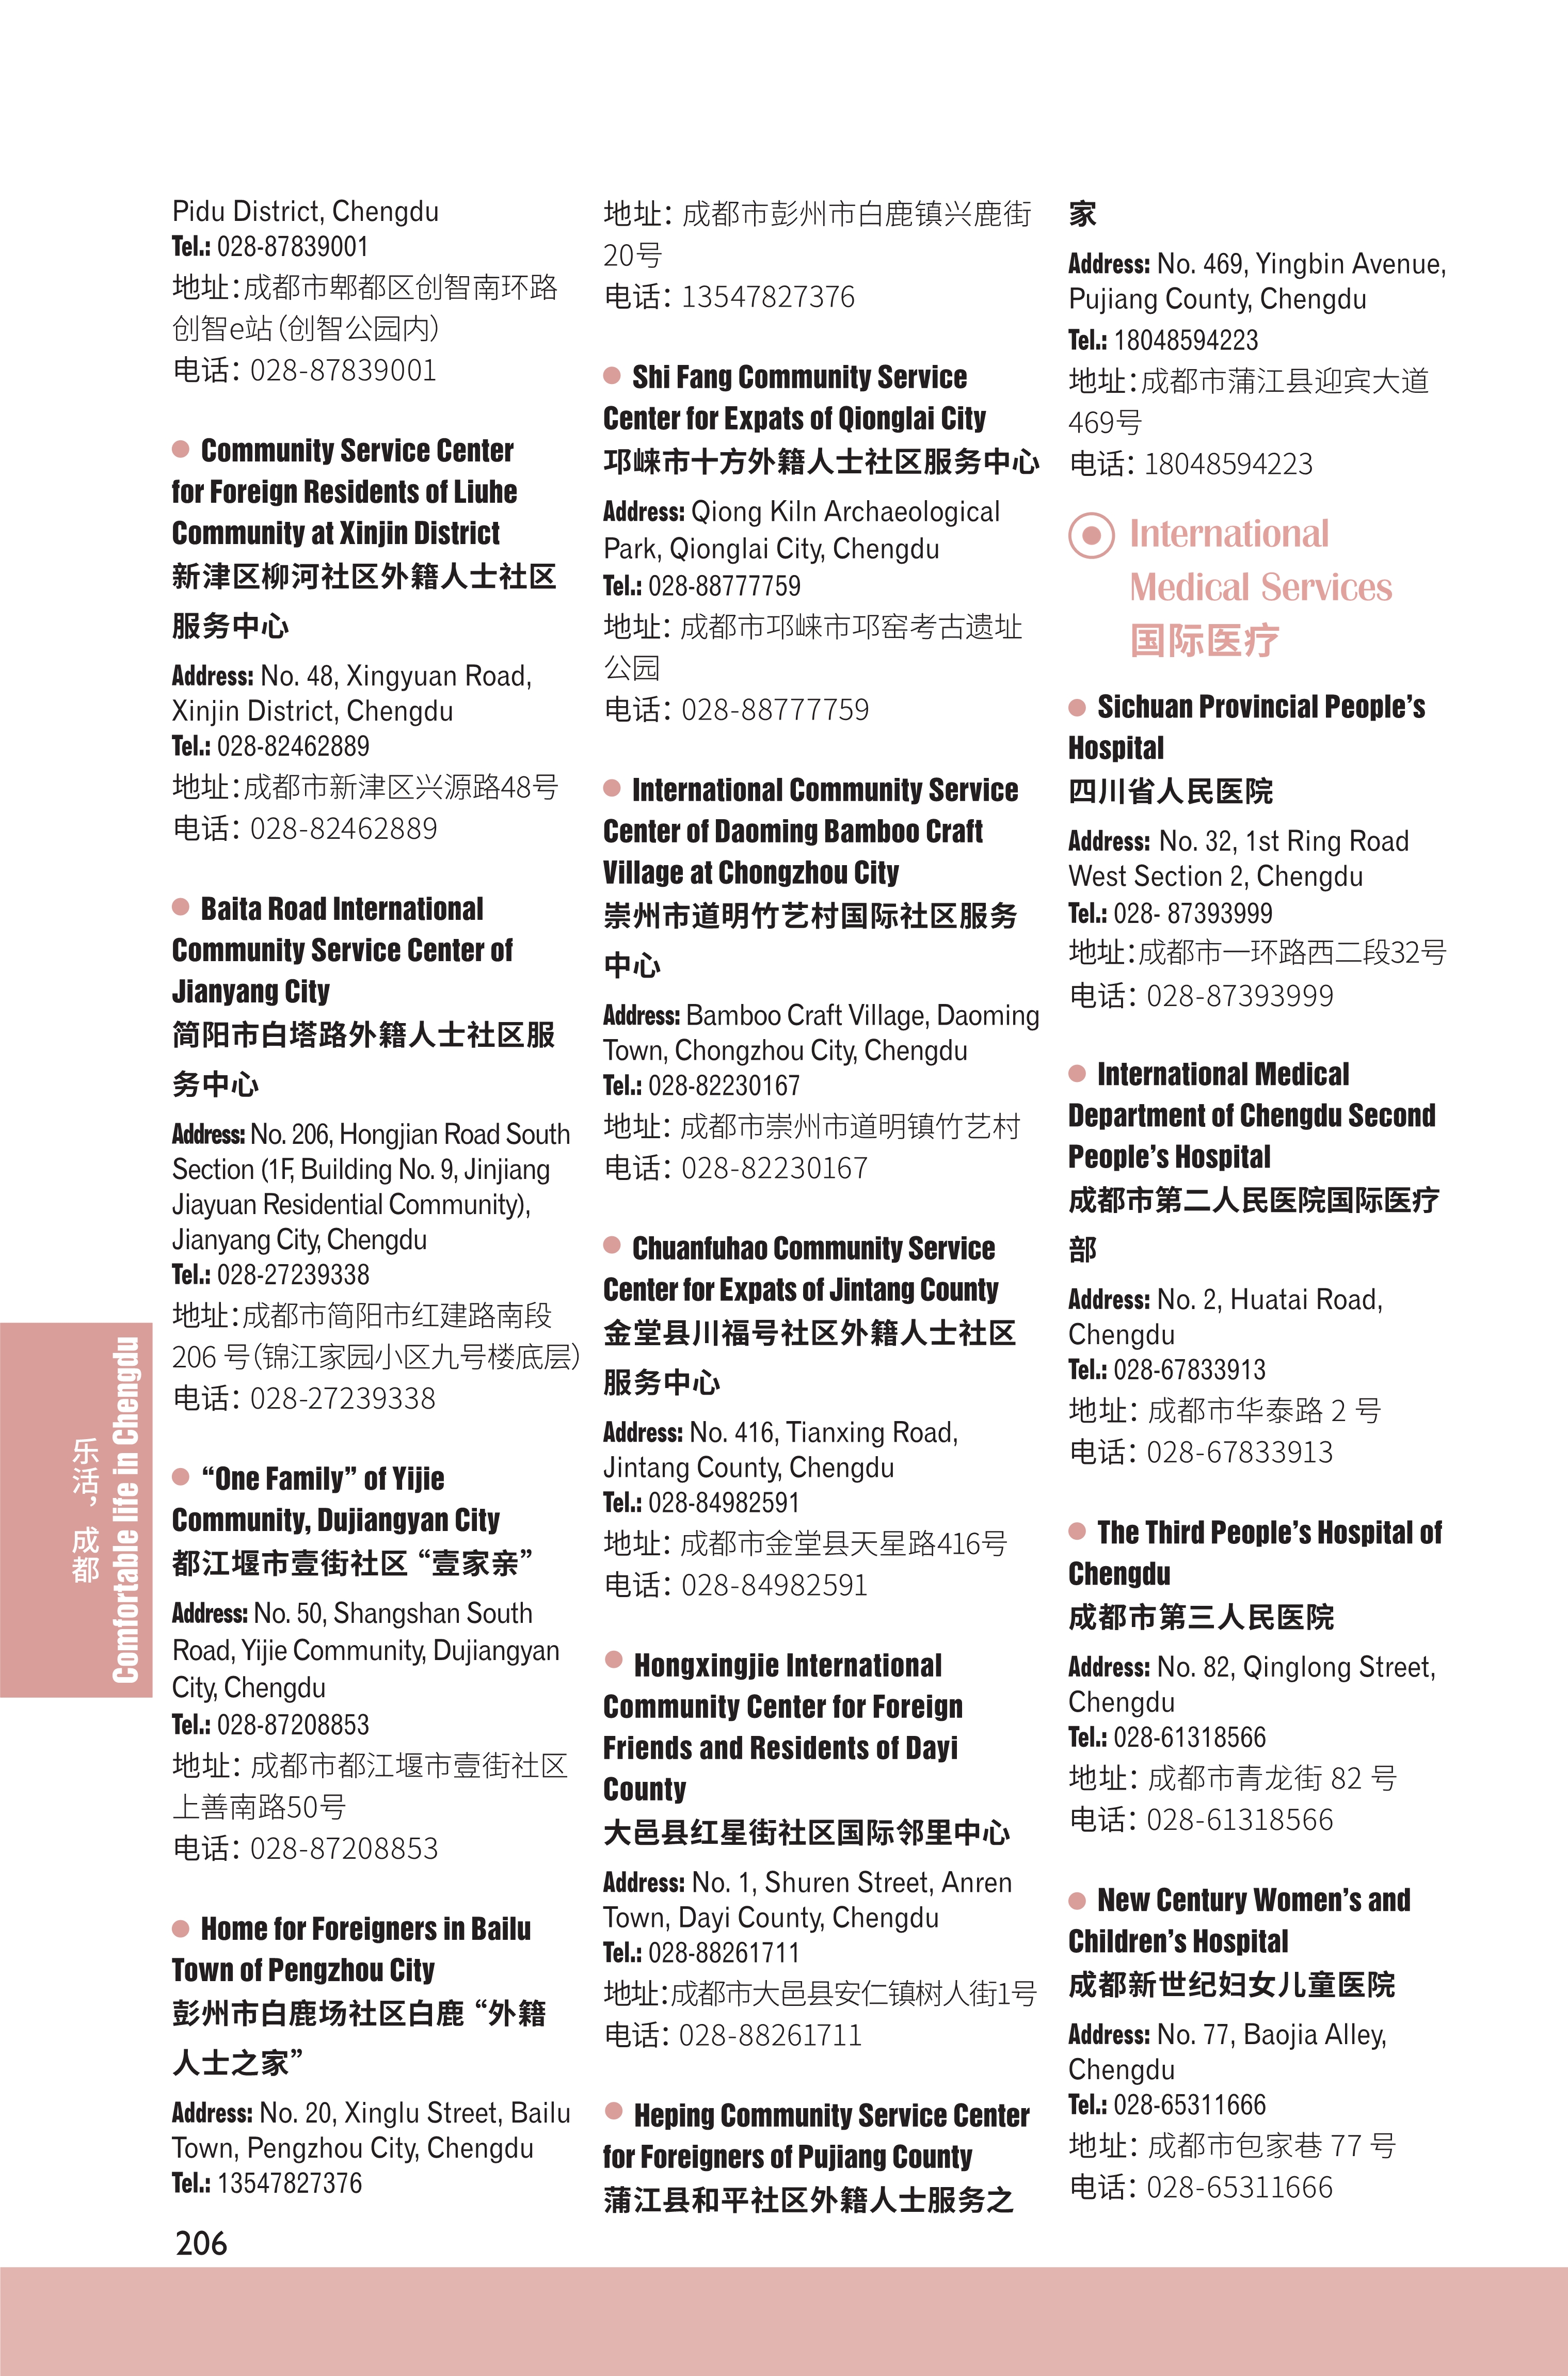 Pidu District, Chengdu
Tel.: 028-87839001
地址：成都市郫都区创智南环路
创智e站（创智公园内）
电话： 028-87839001
Community Service Center
for Foreign Residents of Liuhe
Community at Xinjin District
新津区柳河社区外籍人士社区
服务中心
Address: No. 48, Xingyuan Road,
Xinjin District, Chengdu
Tel.: 028-82462889
地址：成都市新津区兴源路48号
电话： 028-82462889
Baita Road International
Community Service Center of
Jianyang City
简阳市白塔路外籍人士社区服
务中心
Address: No. 206, Hongjian Road South
Section (1F, Building No. 9, Jinjiang
Jiayuan Residential Community),
Jianyang City, Chengdu
Tel.: 028-27239338
地址：成都市简阳市红建路南段
206 号（锦江家园小区九号楼底层）
电话： 028-27239338
“One Family” of Yijie
Community, Dujiangyan City
都江堰市壹街社区 “壹家亲”
Address: No. 50, Shangshan South
Road, Yijie Community, Dujiangyan
City, Chengdu
Tel.: 028-87208853
地址： 成都市都江堰市壹街社区
上善南路50号
电话： 028-87208853
Home for Foreigners in Bailu
Town of Pengzhou City
彭州市白鹿场社区白鹿 “外籍
人士之家”
Address: No. 20, Xinglu Street, Bailu
Town, Pengzhou City, Chengdu
Tel.: 13547827376
地址： 成都市彭州市白鹿镇兴鹿街
20号
电话： 13547827376
Shi Fang Community Service
Center for Expats of Qionglai City
邛崃市十方外籍人士社区服务中心
Address: Qiong Kiln Archaeological
Park, Qionglai City, Chengdu
Tel.: 028-88777759
地址： 成都市邛崃市邛窑考古遗址
公园
电话： 028-88777759
International Community Service
Center of Daoming Bamboo Craft
Village at Chongzhou City
崇州市道明竹艺村国际社区服务
中心
Address: Bamboo Craft Village, Daoming
Town, Chongzhou City, Chengdu
Tel.: 028-82230167
地址： 成都市崇州市道明镇竹艺村
电话： 028-82230167
Chuanfuhao Community Service
Center for Expats of Jintang County
金堂县川福号社区外籍人士社区
服务中心
Address: No. 416, Tianxing Road,
Jintang County, Chengdu
Tel.: 028-84982591
地址： 成都市金堂县天星路416号
电话： 028-84982591
Hongxingjie International
Community Center for Foreign
Friends and Residents of Dayi
County
大邑县红星街社区国际邻里中心
Address: No. 1, Shuren Street, Anren
Town, Dayi County, Chengdu
Tel.: 028-88261711
地址：成都市大邑县安仁镇树人街1号
电话： 028-88261711
Heping Community Service Center
for Foreigners of Pujiang County
蒲江县和平社区外籍人士服务之
家
Address: No. 469, Yingbin Avenue,
Pujiang County, Chengdu
Tel.: 18048594223
地址：成都市蒲江县迎宾大道
469号
电话： 18048594223
International
Medical Services
国际医疗
Sichuan Provincial People’s
Hospital
四川省人民医院
Address: No. 32, 1st Ring Road
West Section 2, Chengdu
Tel.: 028- 87393999
地址：成都市一环路西二段32号
电话： 028-87393999
International Medical
Department of Chengdu Second
People’s Hospital
成都市第二人民医院国际医疗
部
Address: No. 2, Huatai Road,
Chengdu
Tel.: 028-67833913
地址： 成都市华泰路 2 号
电话： 028-67833913
The Third People’s Hospital of
Chengdu
成都市第三人民医院
Address: No. 82, Qinglong Street,
Chengdu
Tel.: 028-61318566
地址： 成都市青龙街 82 号
电话： 028-61318566
New Century Women’s and
Children’s Hospital
成都新世纪妇女儿童医院
Address: No. 77, Baojia Alley,
Chengdu
Tel.: 028-65311666
地址： 成都市包家巷 77 号
电话： 028-65311666
乐活，成都
Comfortable life in Chengdu
206